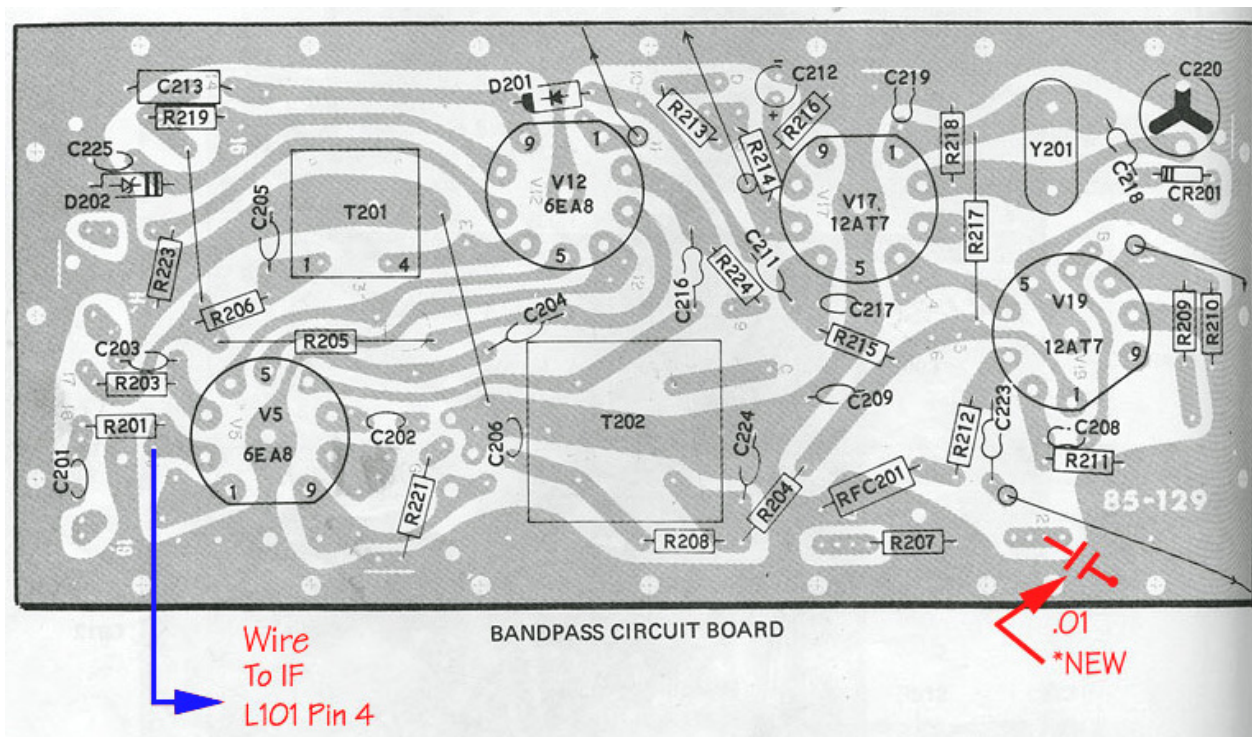 C213
R219
D201
C212
C219
C220
R213
R216
R218
Y201
C225
D202
R214
C218
CR201
T201
1
4
C205
9
1
V12
6EA8
5
9
1
V17
12AT7
5
R217
R223
R206
C204
C216
R224
C211
C217
R215
5
V19
12AT7
9
1
R209
R210
C203
R203
R205
R201
C201
5
V5
6EA8
1
9
C202
R221
C206
T202
C224
C209
R204
RFC201
R212
C223
C208
R211
85-129
R208
R207
BANDPASS CIRCUIT BOARD
Wire
To IF
L101 Pin 4
.01
*NEW